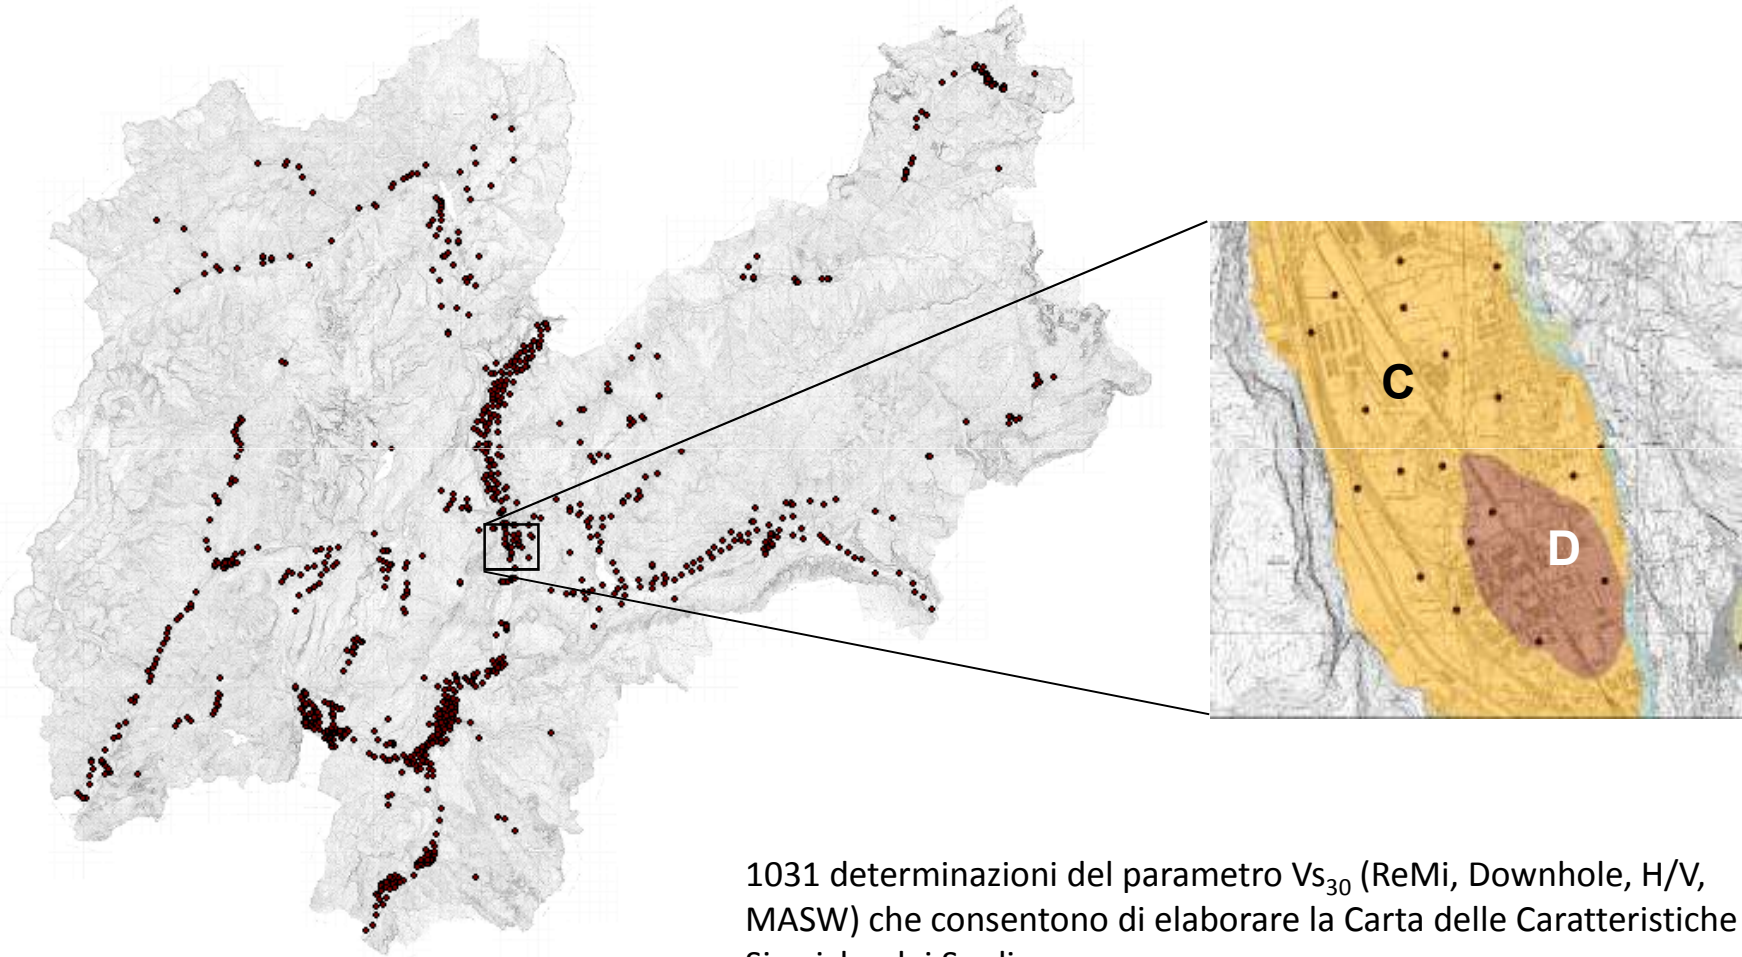 C
D
1031 determinazioni del parametro Vs30 (ReMi, Downhole, H/V,
MASW) che consentono di elaborare la Carta delle Caratteristiche